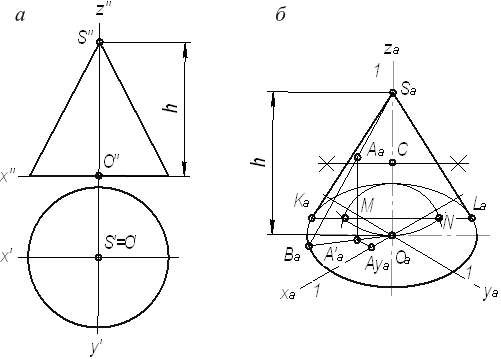 а
z"
S"
h
O"
x"
S'=O'
x'
y'
б
zₐ
1
Sₐ
h
Aₐ
C
Kₐ
M
N
Lₐ
Bₐ
A'ₐ
Ayₐ
Oₐ
xₐ
1
1
yₐ